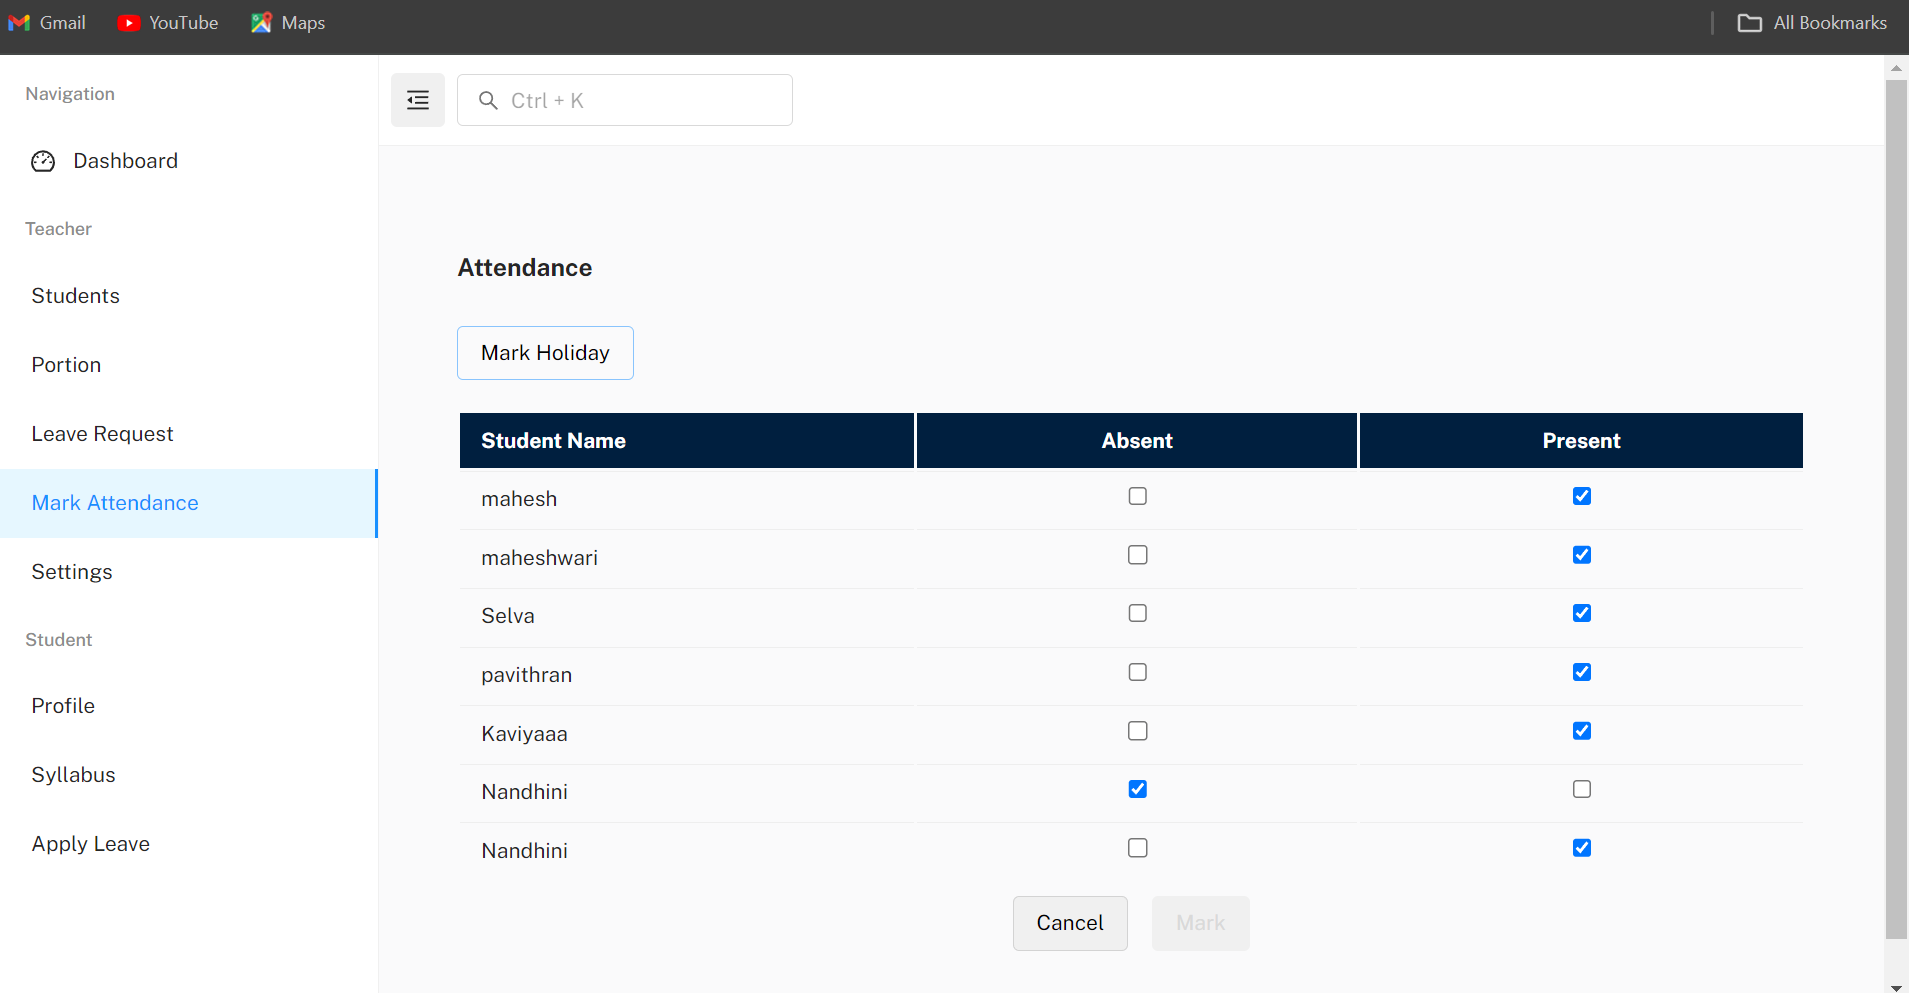 Gmail YouTube Maps All Bookmarks
Navigation
Dashboard
Teacher
Students
Portion
Leave Request
Mark Attendance
Settings
Student
Profile
Syllabus
Apply Leave
Ctrl + K
Attendance
Mark Holiday
Student Name Absent Present
mahesh
maheshwari
Selva
pavithran
Kaviyaaa
Nandhini
Nandhini
Cancel Mark